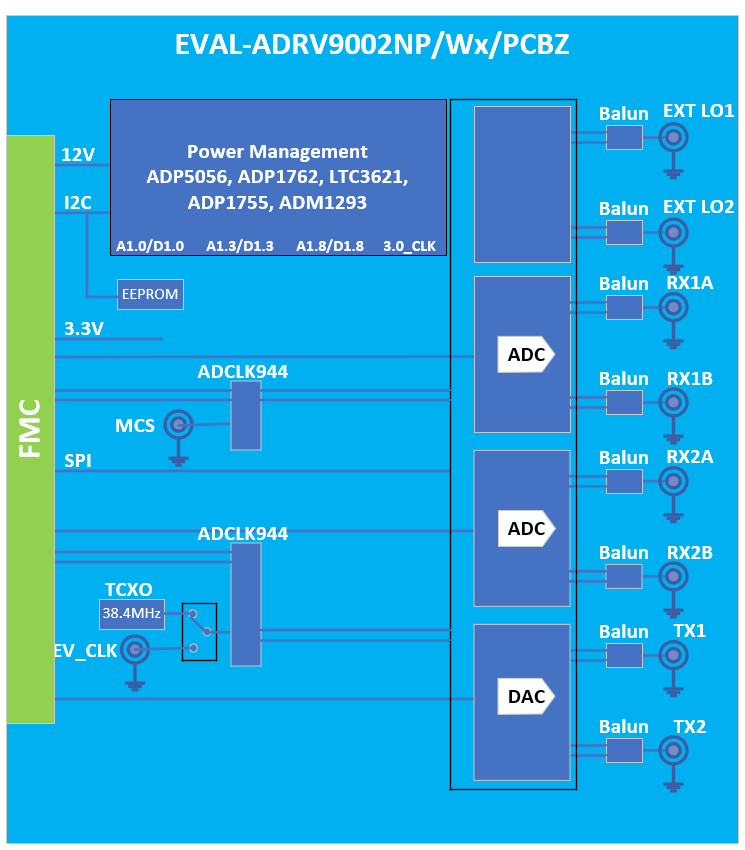 EVAL-ADRV9002NP/Wx/PCBZ
Power Management
ADP5056, ADP1762, LTC3621,
ADP1755, ADM1293
A1.0/D1.0 A1.3/D1.3 A1.8/D1.8 3.0_CLK
12V
I2C
EEPROM
3.3V
FMC
ADCLK944
MCS
SPI
ADCLK944
TCXO
38.4MHz
EV_CLK
ADC
ADC
DAC
Balun EXT LO1
Balun EXT LO2
Balun RX1A
Balun RX1B
Balun RX2A
Balun RX2B
Balun TX1
Balun TX2